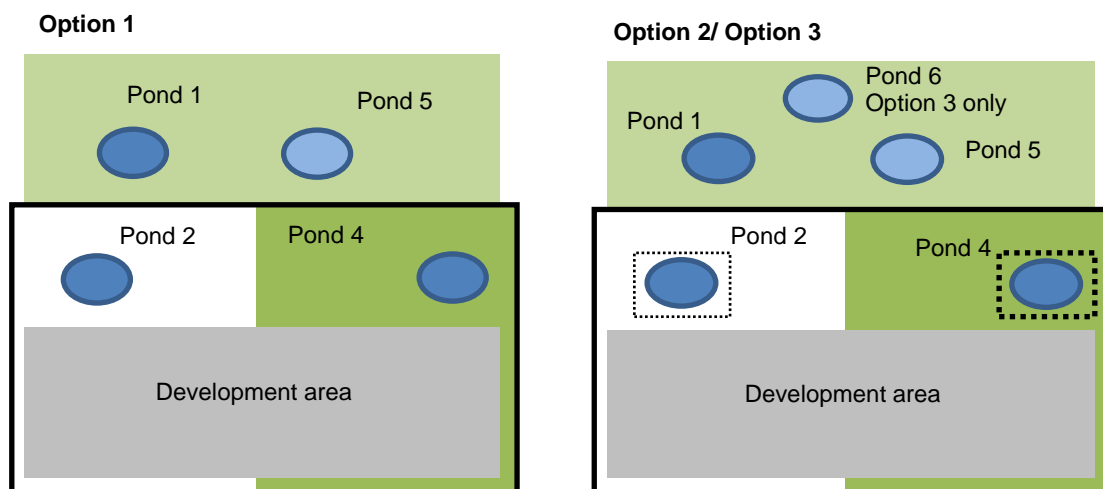 Option 1
Pond 1
Pond 5
Pond 2
Pond 4
Development area
Option 2/ Option 3
Pond 6
Option 3 only
Pond 1
Pond 5
Pond 2
Pond 4
Development area